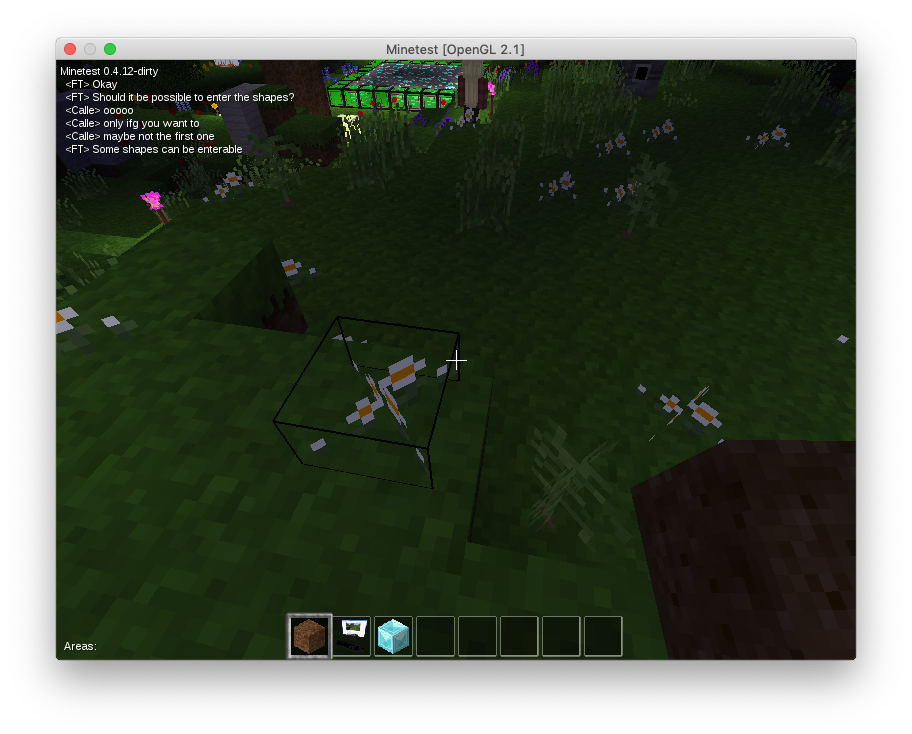 Minetest [OpenGL 2.1]
Minetest 0.4.12-dirty
<FT> Okay
<FT> Should it be possible to enter the shapes?
<Calle> ooooo
<Calle> only ifg you want to
<Calle> maybe not the first one
<FT> Some shapes can be enterable
Areas: